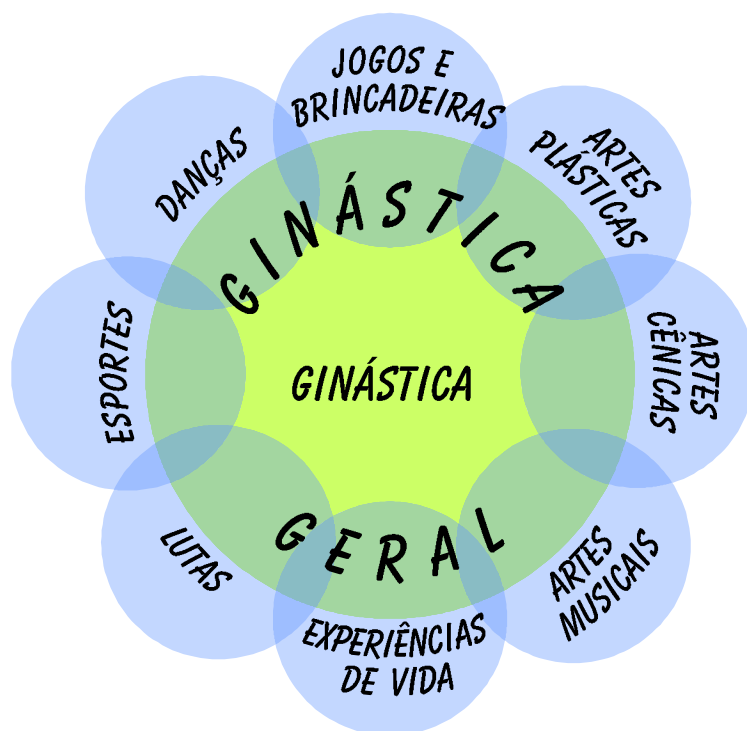 JOGOS E
BRINCADEIRAS
ARTES
PLÁSTICAS
DANÇAS
GINÁSTICA
ARTES
CÊNICAS
ESPORTES
GINÁSTICA
GERAL
LUTAS
ARTES
MUSICAIS
EXPERIÊNCIAS
DE VIDA